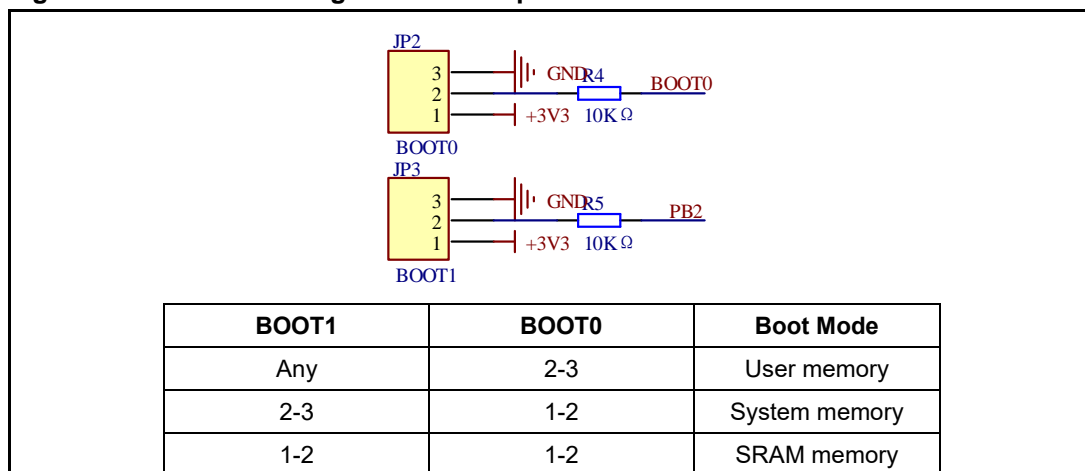 JP2
3
GND
R4
BOOT0
2
1
+3V3
10K Ω
BOOT0
JP3
3
GND
R5
PB2
2
1
+3V3
10K Ω
BOOT1
BOOT1 BOOT0 Boot Mode
Any 2-3 User memory
2-3 1-2 System memory
1-2 1-2 SRAM memory